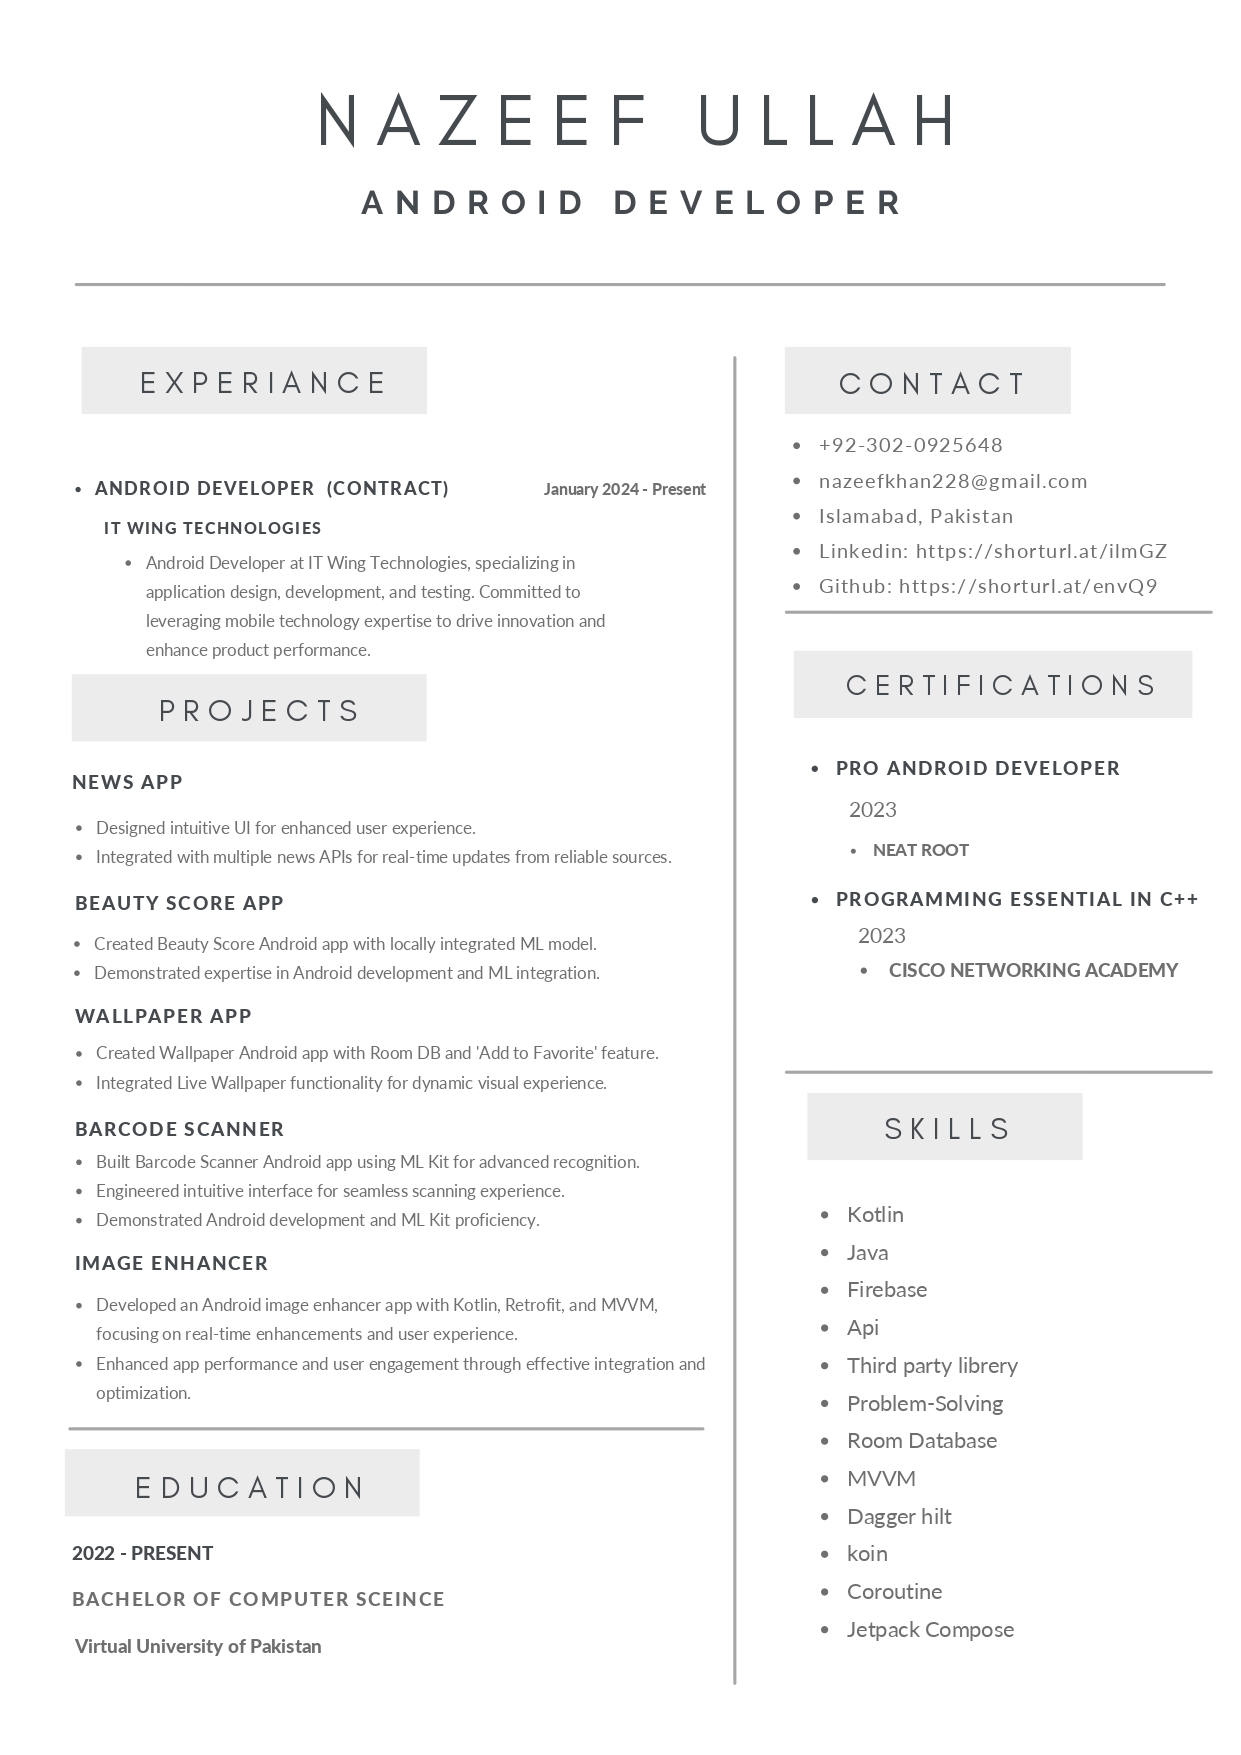 NAZEEF ULLAH
ANDROID DEVELOPER
EXPERIANCE
• ANDROID DEVELOPER (CONTRACT) January 2024 - Present
IT WING TECHNOLOGIES
• Android Developer at IT Wing Technologies, specializing in
application design, development, and testing. Committed to
leveraging mobile technology expertise to drive innovation and
enhance product performance.
PROJECTS
NEWS APP
• Designed intuitive UI for enhanced user experience.
• Integrated with multiple news APIs for real-time updates from reliable sources.
BEAUTY SCORE APP
• Created Beauty Score Android app with locally integrated ML model.
• Demonstrated expertise in Android development and ML integration.
WALLPAPER APP
• Created Wallpaper Android app with Room DB and 'Add to Favorite' feature.
• Integrated Live Wallpaper functionality for dynamic visual experience.
BARCODE SCANNER
• Built Barcode Scanner Android app using ML Kit for advanced recognition.
• Engineered intuitive interface for seamless scanning experience.
• Demonstrated Android development and ML Kit proficiency.
IMAGE ENHANCER
• Developed an Android image enhancer app with Kotlin, Retrofit, and MVVM,
focusing on real-time enhancements and user experience.
• Enhanced app performance and user engagement through effective integration and
optimization.
EDUCATION
2022 - PRESENT
BACHELOR OF COMPUTER SCEINCE
Virtual University of Pakistan
CONTACT
• +92-302-0925648
• nazeefkhan228@gmail.com
• Islamabad, Pakistan
• Linkedin: https://shorturl.at/ilmGZ
• Github: https://shorturl.at/envQ9
CERTIFICATIONS
• PRO ANDROID DEVELOPER
2023
• NEAT ROOT
• PROGRAMMING ESSENTIAL IN C++
2023
• CISCO NETWORKING ACADEMY
SKILLS
• Kotlin
• Java
• Firebase
• Api
• Third party librery
• Problem-Solving
• Room Database
• MVVM
• Dagger hilt
• koin
• Coroutine
• Jetpack Compose